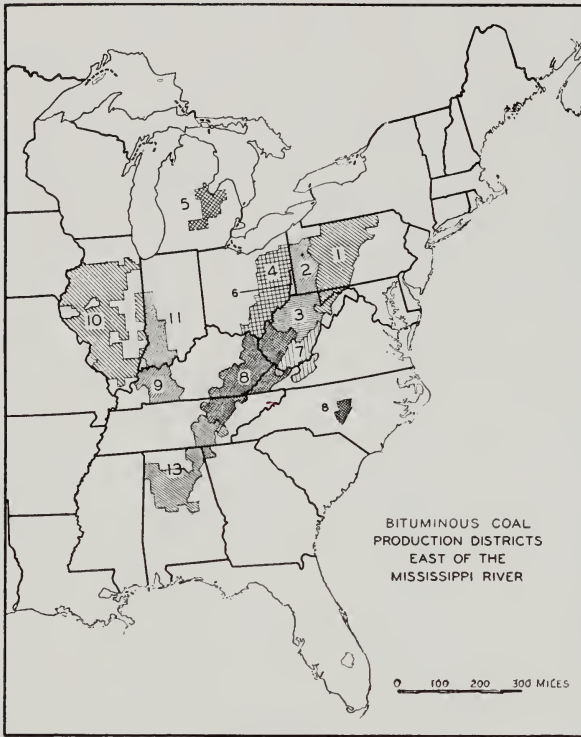 5
1
4
2
6
3
10
11
7
8
9
8
13
BITUMINOUS COAL
PRODUCTION DISTRICTS
EAST OF THE
MISSISSIPPI RIVER
0 100 200 300 MILES